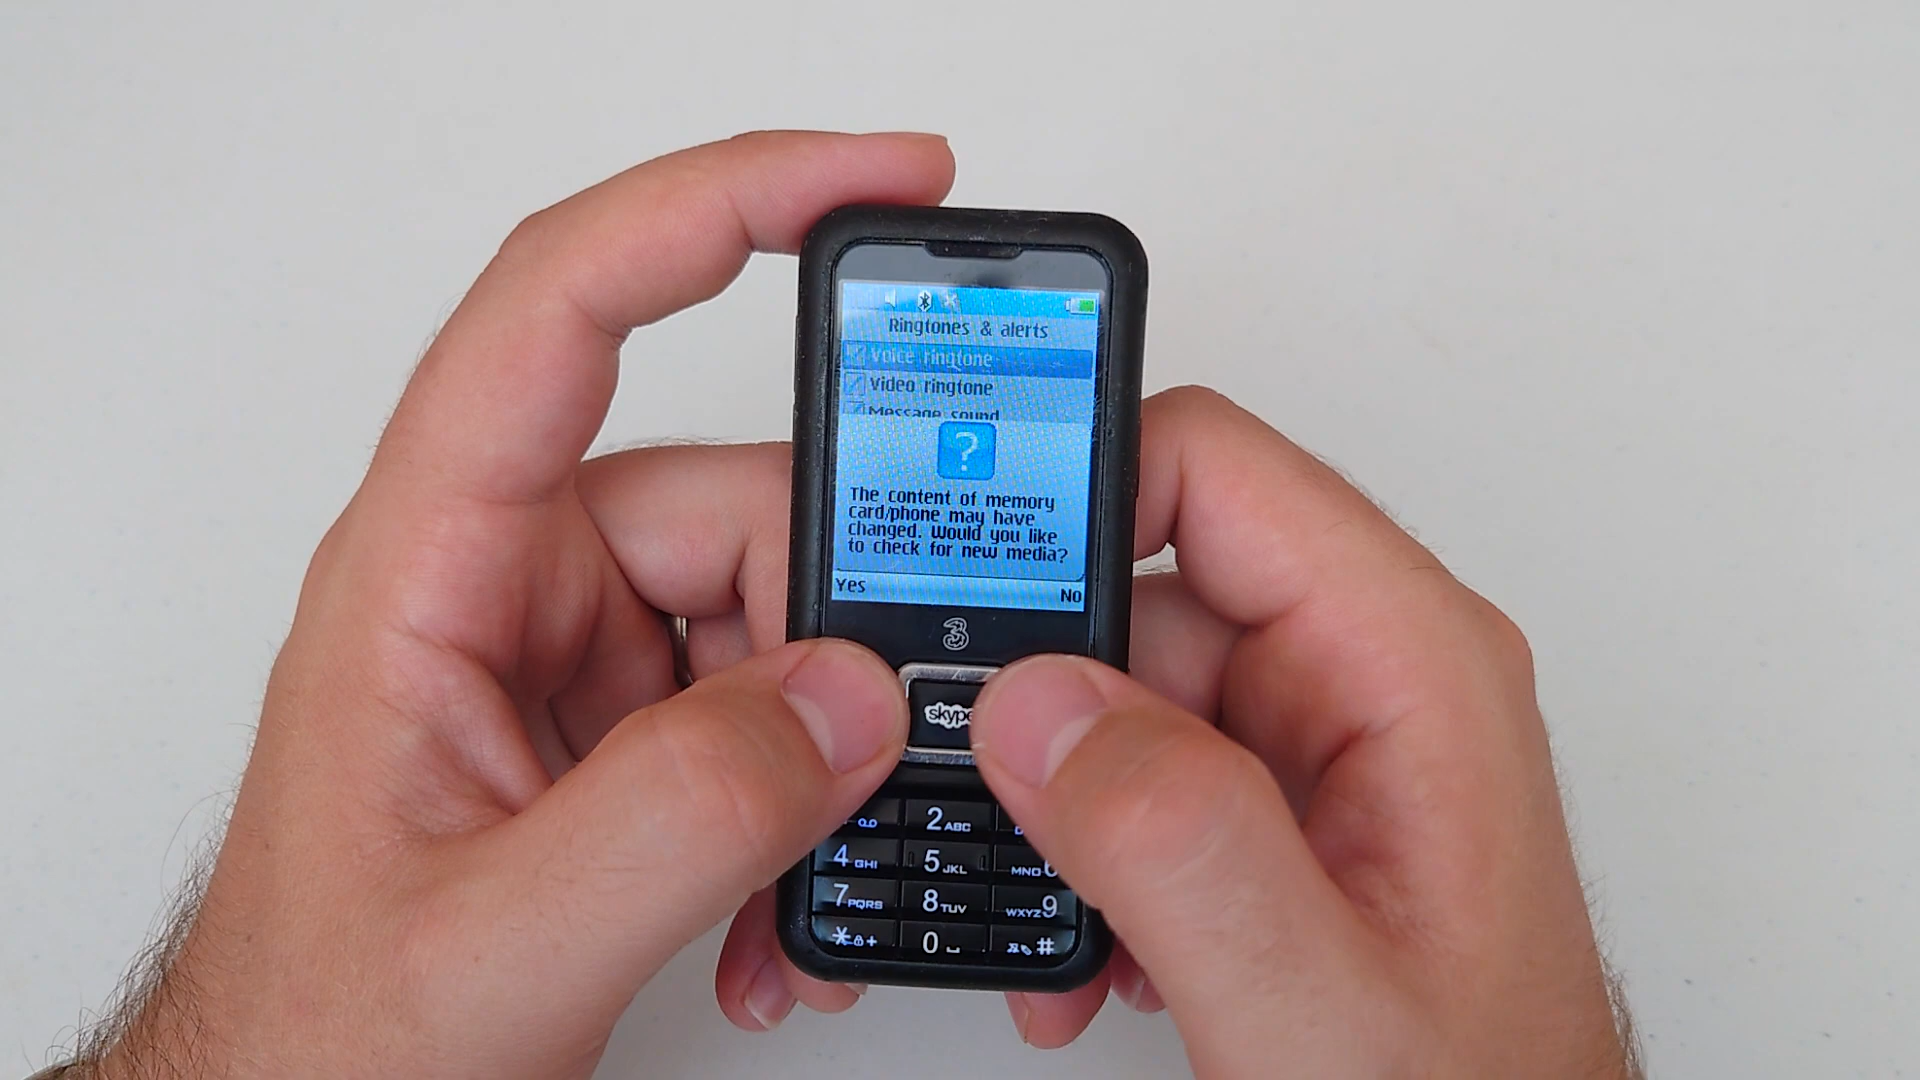 Ringtones & alerts
Voice ringtone
Video ringtone
Message sound
?
The content of memory
card/phone may have
changed. Would you like
to check for new media?
Yes
No
3
skype
2 ABC
4 GHI
5 JKL
MNO 6
7 PQRS
8 TUV
WXYZ 9
* +
0
#